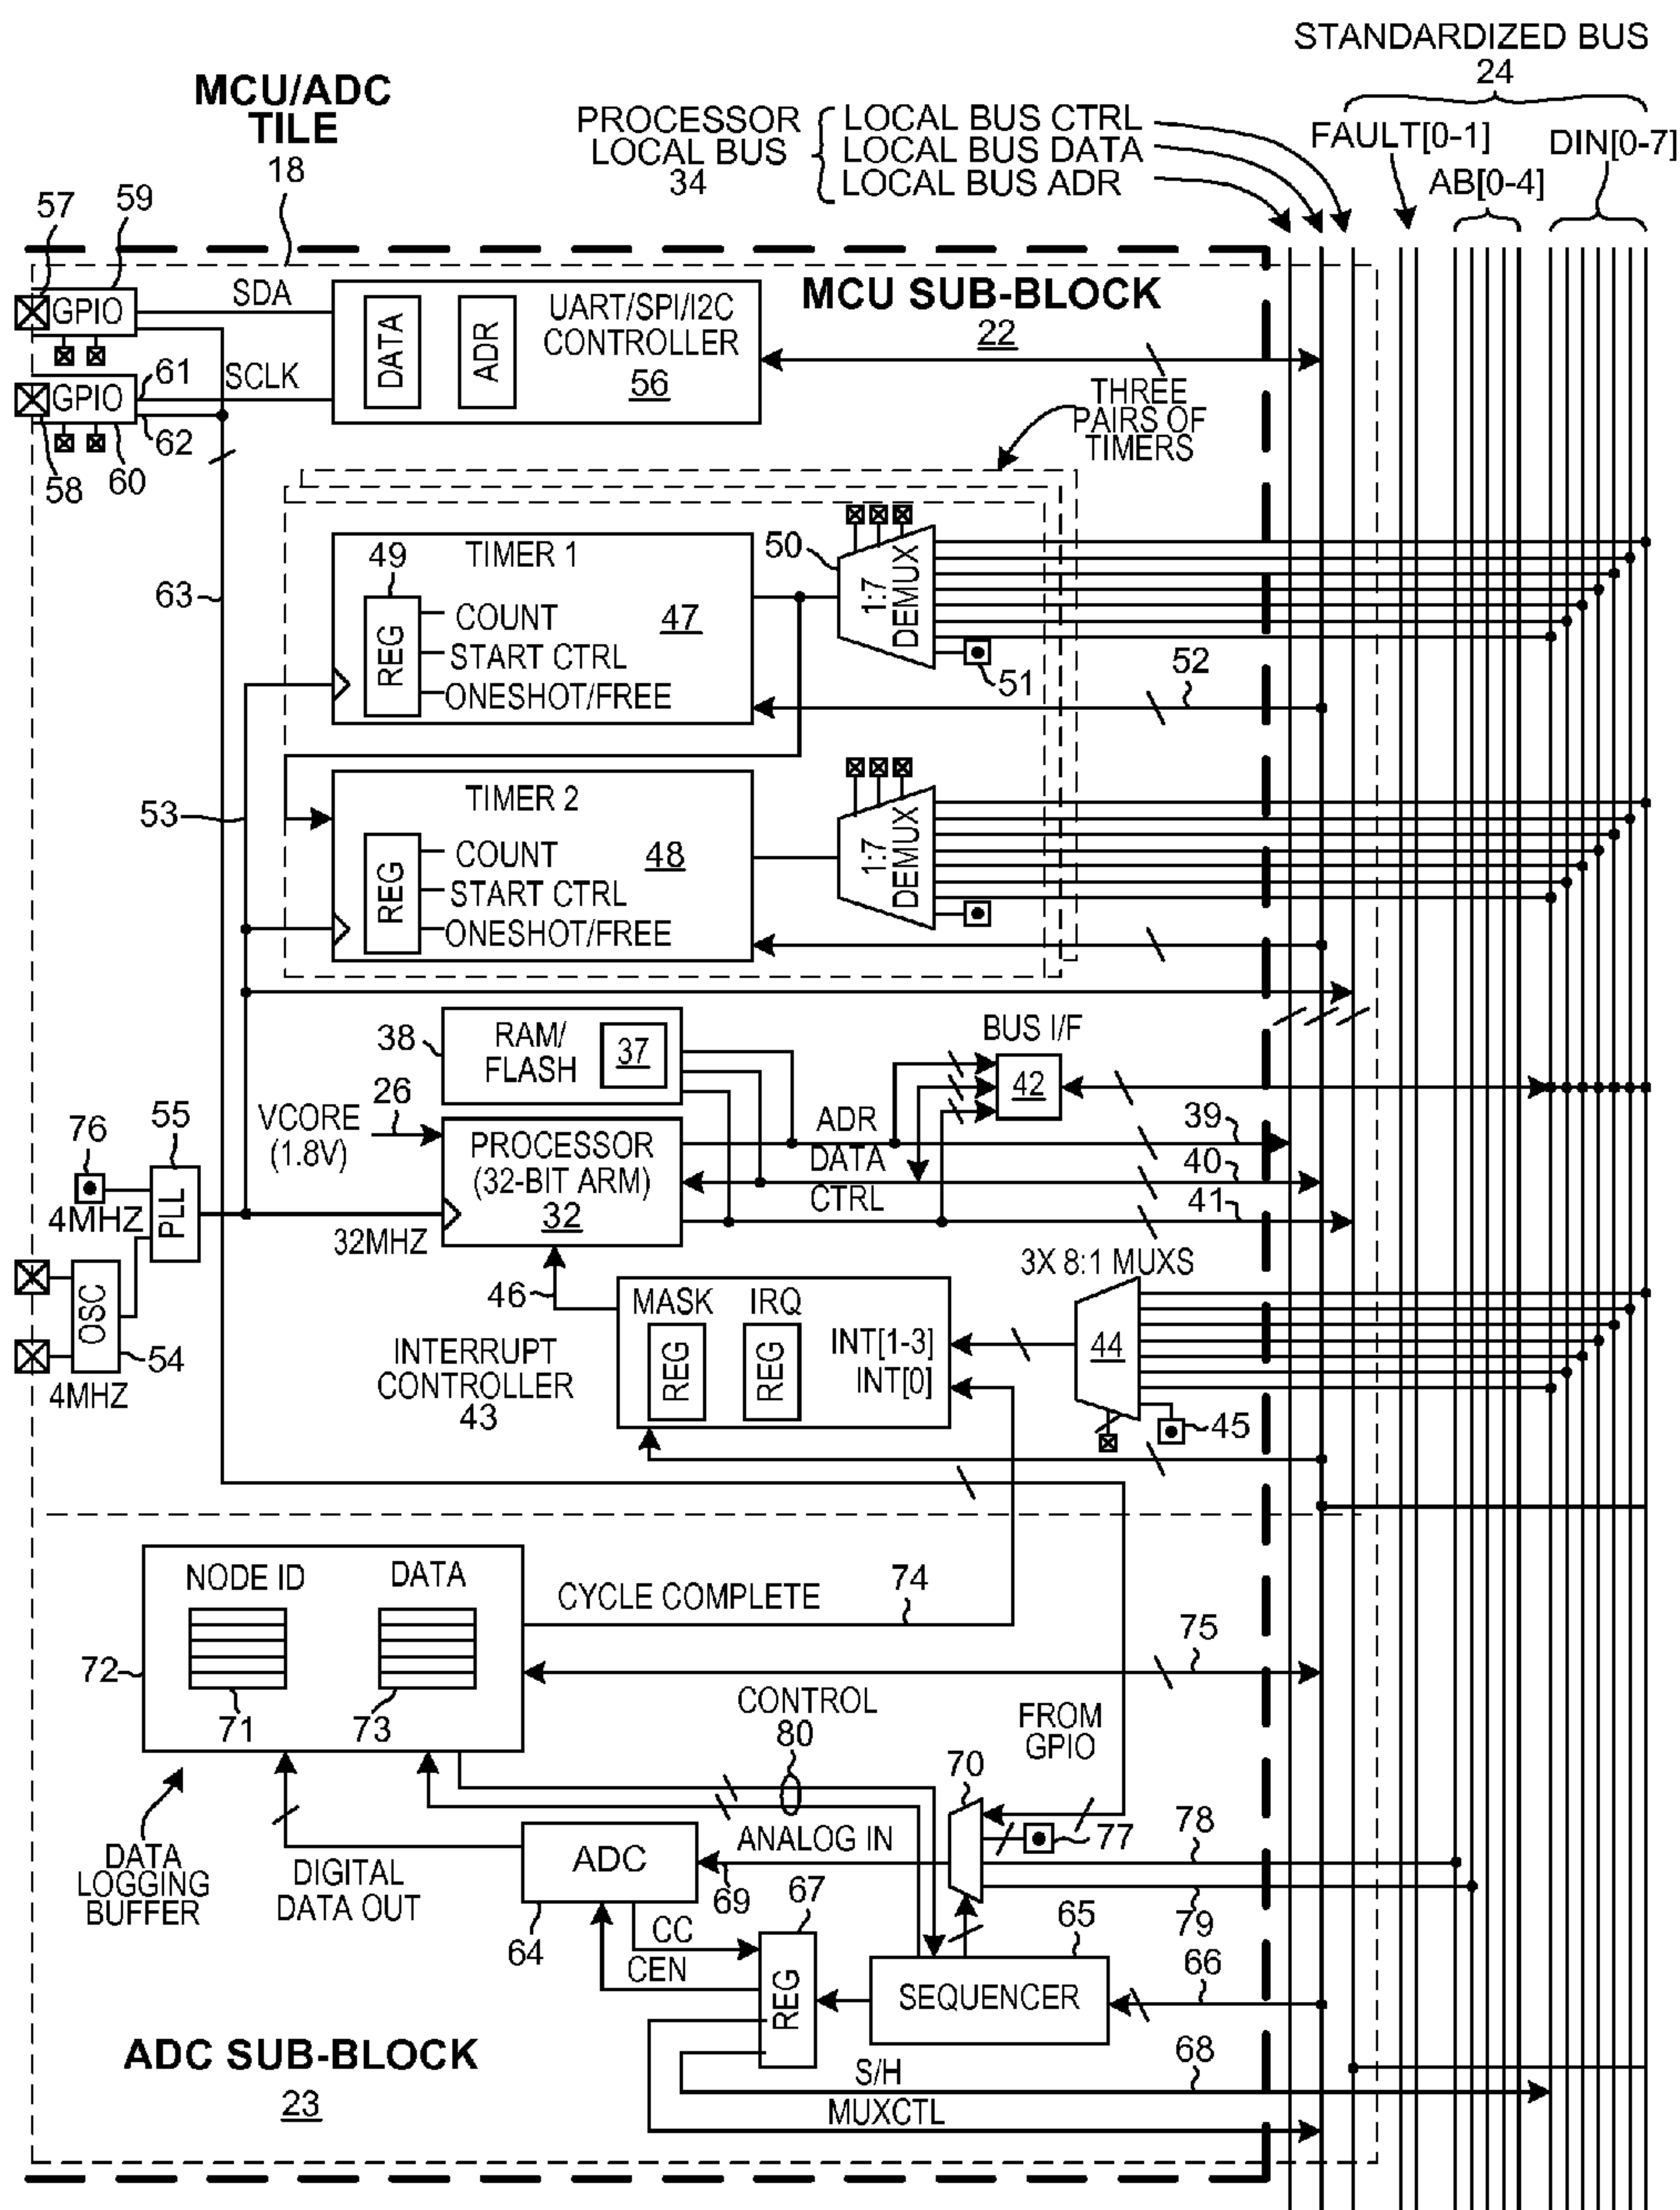 STANDARDIZED BUS
24
MCU/ADC
TILE
18
PROCESSOR
LOCAL BUS
34
LOCAL BUS CTRL
LOCAL BUS DATA
LOCAL BUS ADR
FAULT[0-1]
AB[0-4]
DIN[0-7]
57
59
GPIO
SDA
DATA
ADR
UART/SPI/I2C
CONTROLLER
56
MCU SUB-BLOCK
22
GPIO
61
SCLK
62
58
60
THREE
PAIRS OF
TIMERS
63
49
TIMER 1
REG
COUNT
START CTRL
ONESHOT/FREE
47
50
1:7
DEMUX
51
52
53
TIMER 2
REG
COUNT
START CTRL
ONESHOT/FREE
48
1:7
DEMUX
38
RAM/
FLASH
37
BUS I/F
42
26
VCORE
(1.8V)
PROCESSOR
(32-BIT ARM)
32
ADR
DATA
CTRL
39
40
41
76
55
4MHZ
PLL
32MHZ
OSC
54
4MHZ
46
INTERRUPT
CONTROLLER
43
MASK
IRQ
REG
REG
INT[1-3]
INT[0]
3X 8:1 MUXS
44
45
NODE ID
DATA
72
71
73
CYCLE COMPLETE
74
75
CONTROL
80
FROM
GPIO
70
77
78
79
DATA
LOGGING
BUFFER
DIGITAL
DATA OUT
ADC
64
ANALOG IN
69
67
CC
CEN
REG
65
SEQUENCER
66
68
S/H
MUXCTL
ADC SUB-BLOCK
23